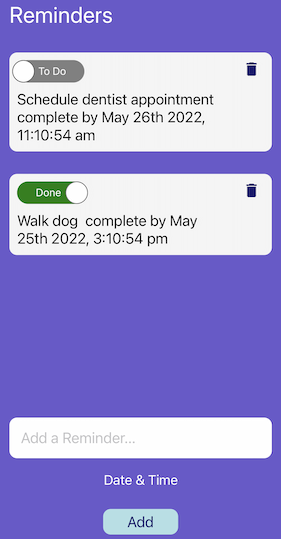 Reminders
To Do
Schedule dentist appointment
complete by May 26th 2022,
11:10:54 am
Done
Walk dog  complete by May
25th 2022, 3:10:54 pm
Add a Reminder...
Date & Time
Add